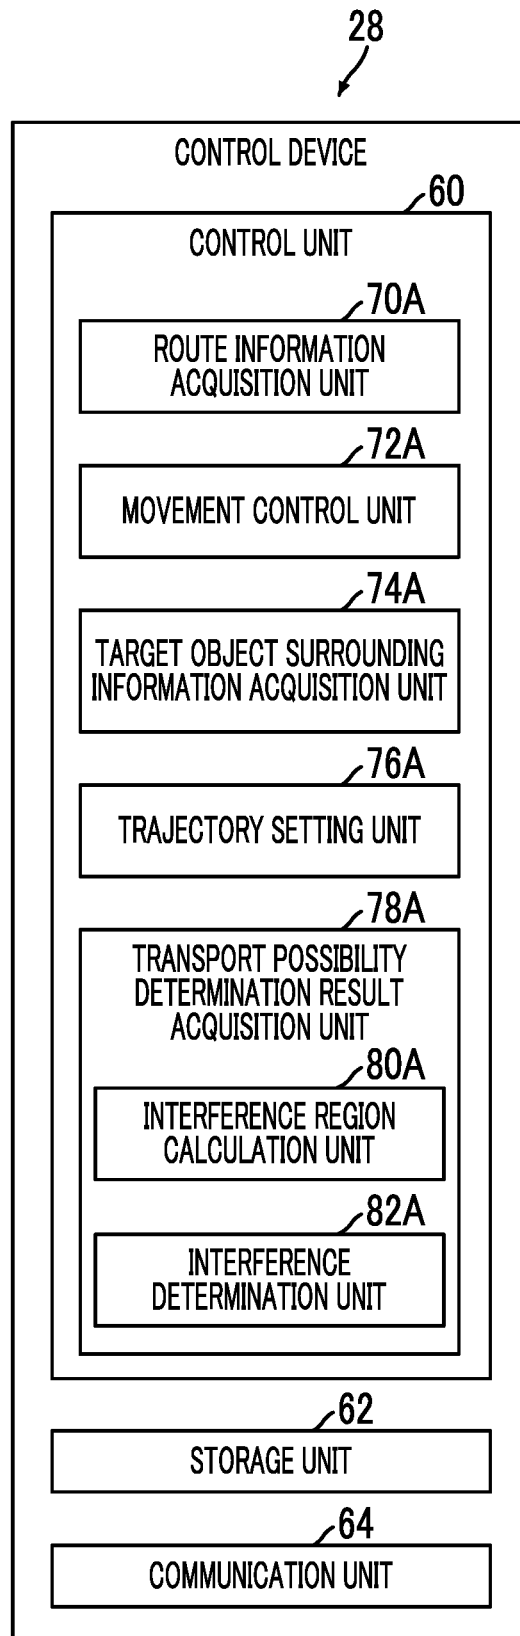 28
CONTROL DEVICE
60
CONTROL UNIT
70A
ROUTE INFORMATION
ACQUISITION UNIT
72A
MOVEMENT CONTROL UNIT
74A
TARGET OBJECT SURROUNDING
INFORMATION ACQUISITION UNIT
76A
TRAJECTORY SETTING UNIT
78A
TRANSPORT POSSIBILITY
DETERMINATION RESULT
ACQUISITION UNIT
80A
INTERFERENCE REGION
CALCULATION UNIT
82A
INTERFERENCE
DETERMINATION UNIT
62
STORAGE UNIT
64
COMMUNICATION UNIT